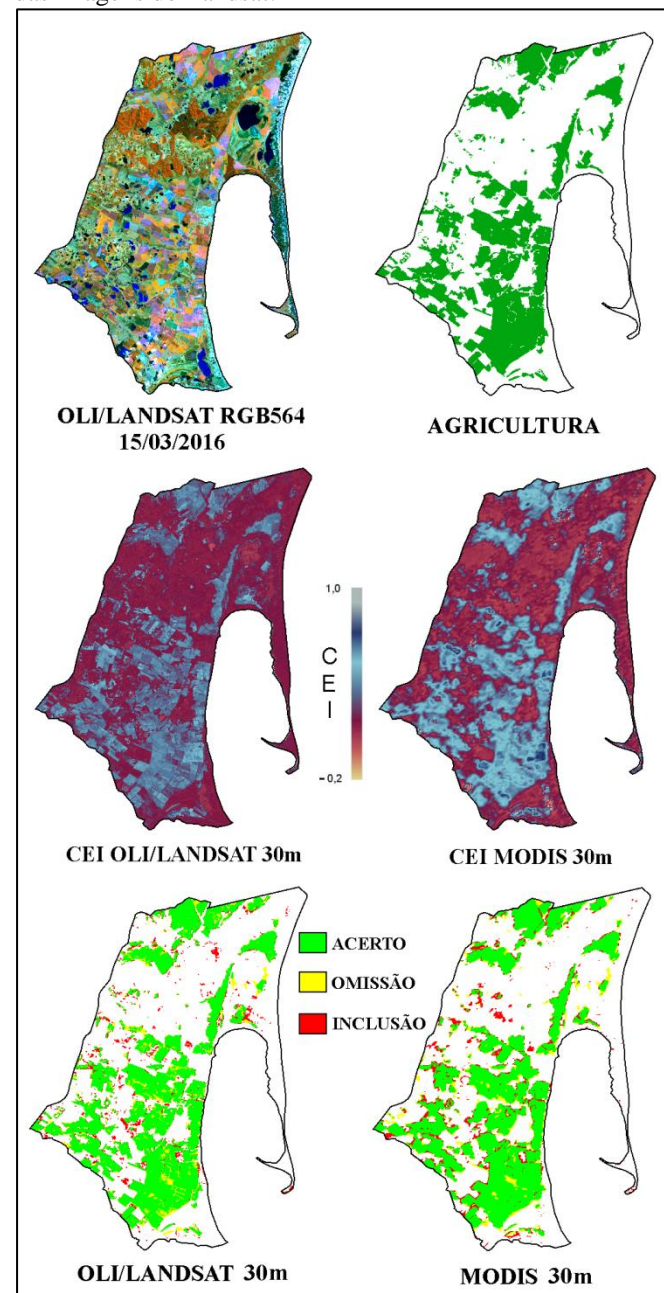 OLI/LANDSAT RGB564
15/03/2016
AGRICULTURA
1,0
C
E
I
-0,2
CEI OLI/LANDSAT 30m
CEI MODIS 30m
ACERTO
OMISSÃO
INCLUSÃO
OLI/LANDSAT 30m
MODIS 30m